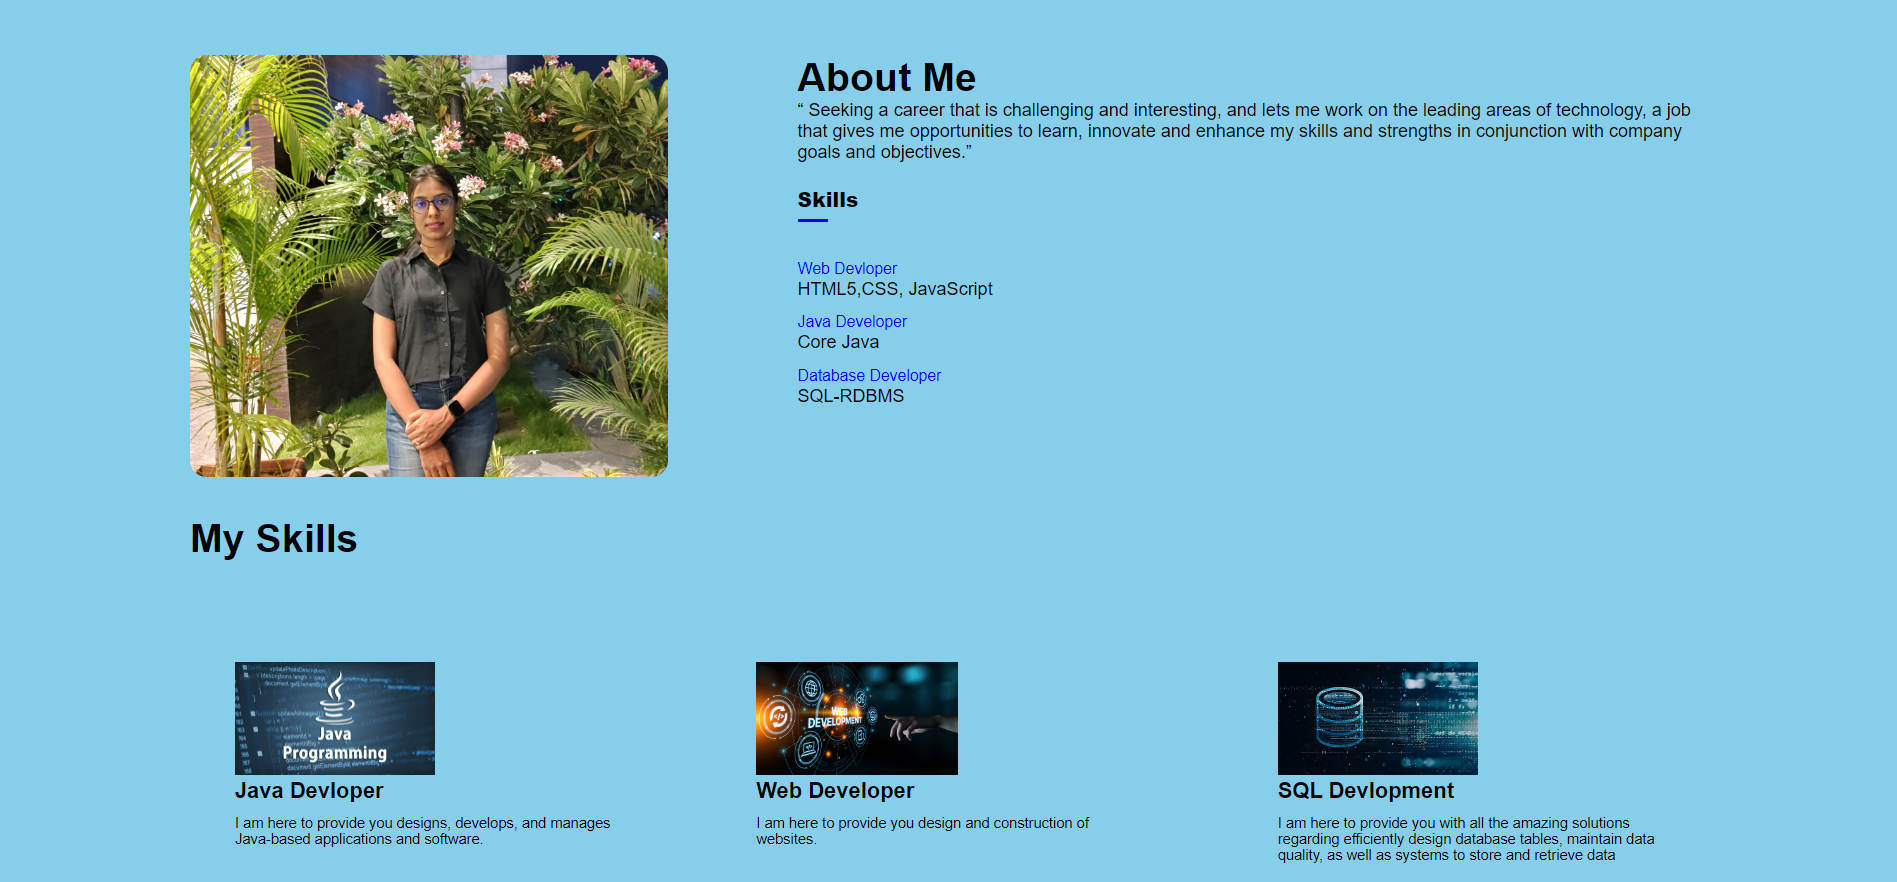 About Me
“ Seeking a career that is challenging and interesting, and lets me work on the leading areas of technology, a job
that gives me opportunities to learn, innovate and enhance my skills and strengths in conjunction with company
goals and objectives.”
Skills
Web Devloper
HTML5,CSS, JavaScript
Java Developer
Core Java
Database Developer
SQL-RDBMS
My Skills
Java
Programming
Java Devloper
I am here to provide you designs, develops, and manages
Java-based applications and software.
WEB
DEVELOPMENT
Web Developer
I am here to provide you design and construction of
websites.
SQL Devlopment
I am here to provide you with all the amazing solutions
regarding efficiently design database tables, maintain data
quality, as well as systems to store and retrieve data